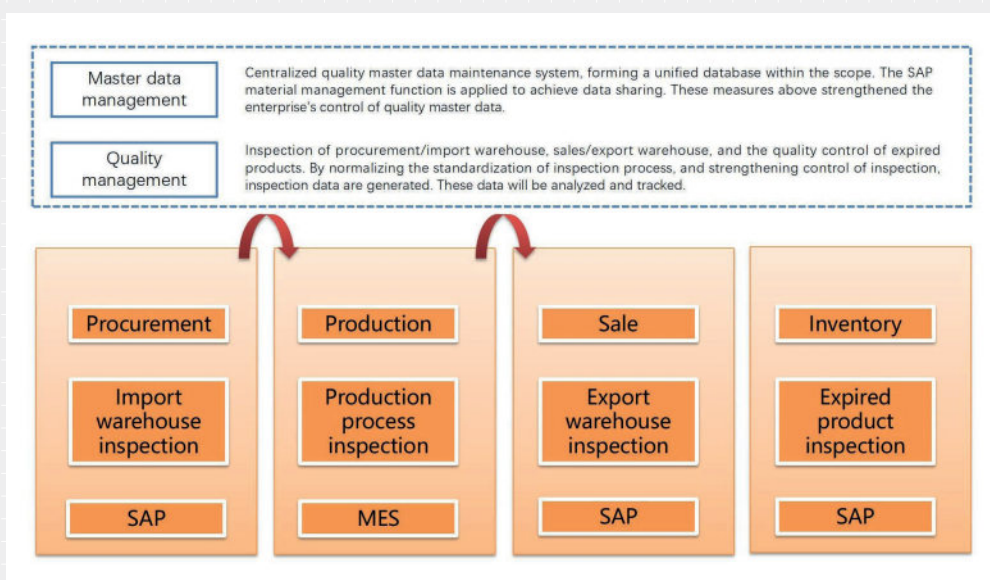 Master data
management
Centralized quality master data maintenance system, forming a unified database within the scope. The SAP
material management function is applied to achieve data sharing. These measures above strengthened the
enterprise's control of quality master data.
Quality
management
Inspection of procurement/import warehouse, sales/export warehouse, and the quality control of expired
products. By normalizing the standardization of inspection process, and strengthening control of inspection,
inspection data are generated. These data will be analyzed and tracked.
Procurement
Import
warehouse
inspection
SAP
Production
Production
process
inspection
MES
Sale
Export
warehouse
inspection
SAP
Inventory
Expired
product
inspection
SAP